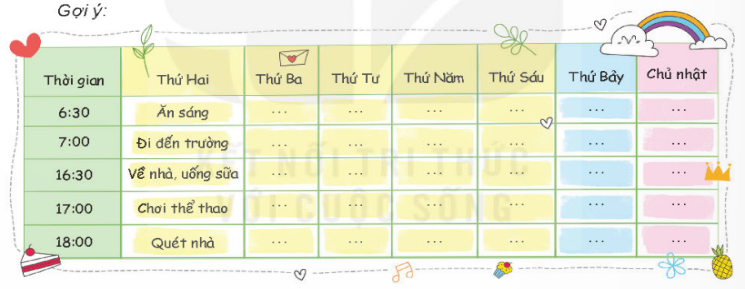 Gợi ý:
Thời gian Thứ Hai Thứ Ba Thứ Tư Thứ Năm Thứ Sáu Thứ Bảy Chủ nhật
6:30 Ăn sáng ... ... ... ... ... ...
7:00 Đi đến trường ... ... ... ... ... ...
16:30 Về nhà, uống sữa ... ... ... ... ... ...
17:00 Chơi thể thao ... ... ... ... ... ...
18:00 Quét nhà ... ... ... ... ... ...
KẾT NỐI TRI THỨC
VỚI CUỘC SỐNG